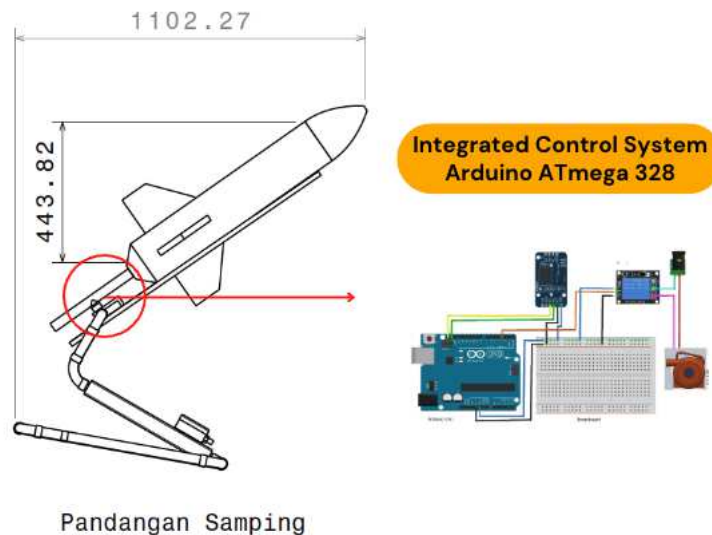 1102.27
443.82
Integrated Control System
Arduino ATmega 328
Pandangan Samping